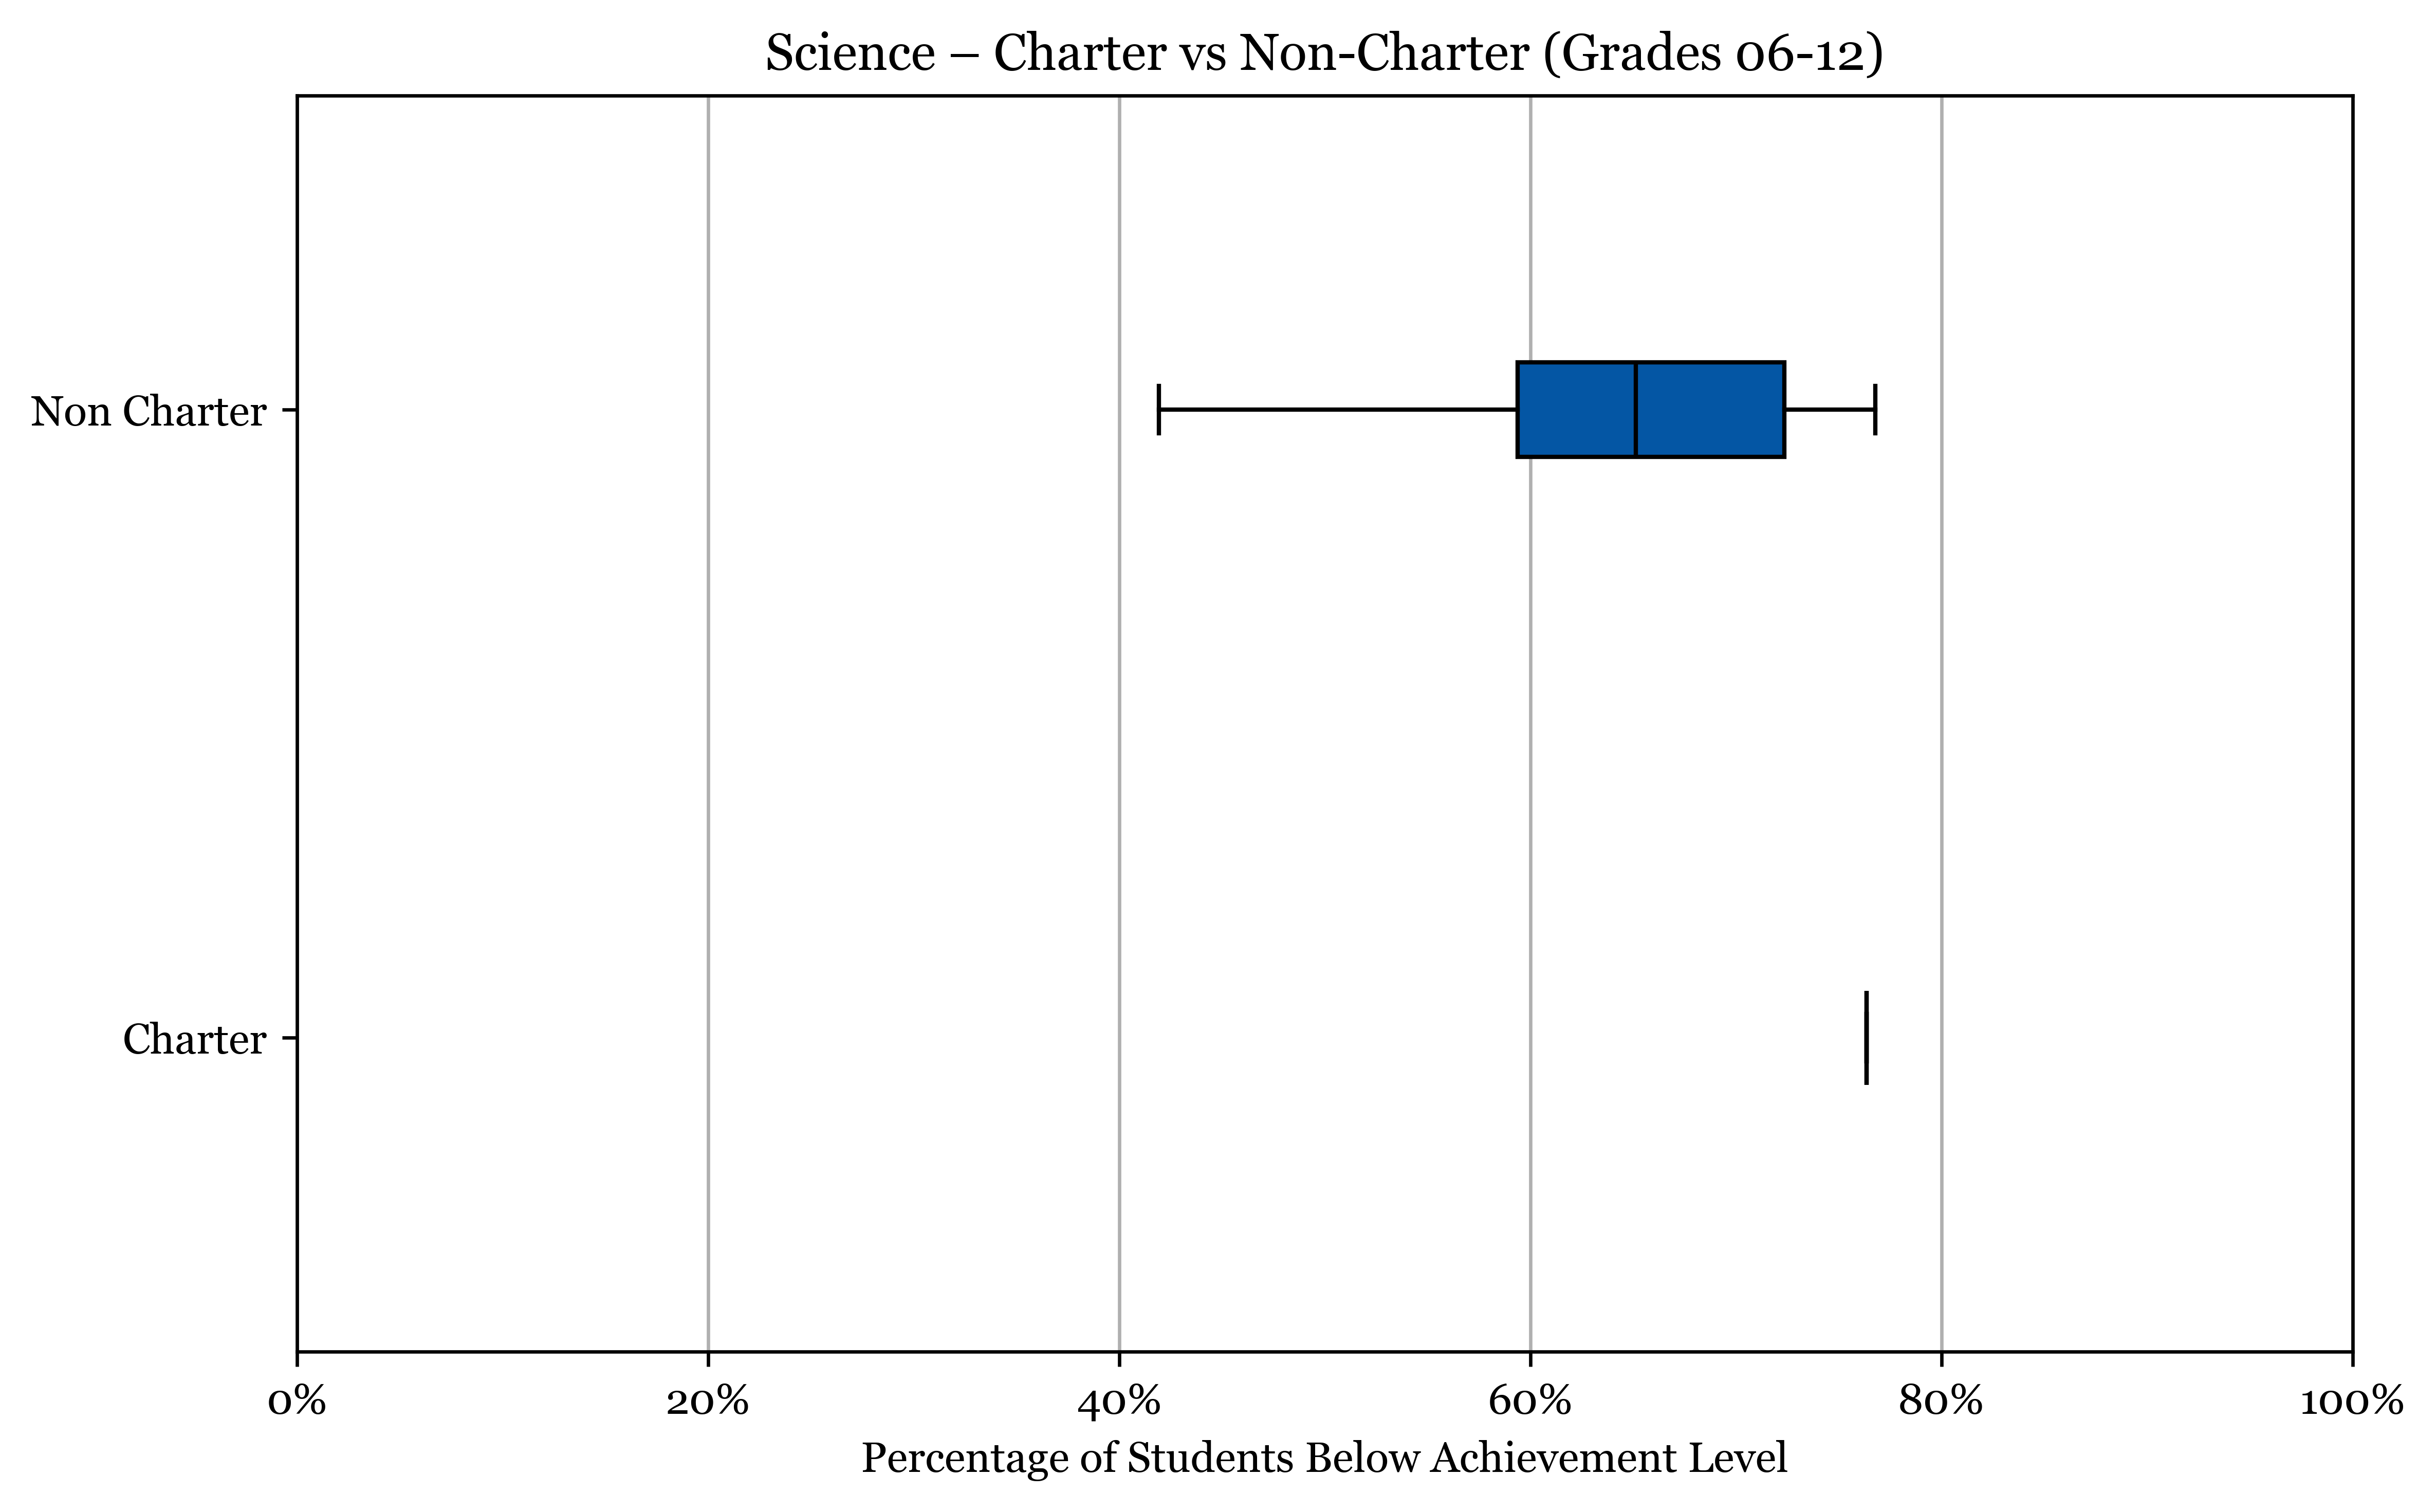 Science – Charter vs Non-Charter (Grades 06-12)
Non Charter
Charter
0% 20% 40% 60% 80% 100%
Percentage of Students Below Achievement Level